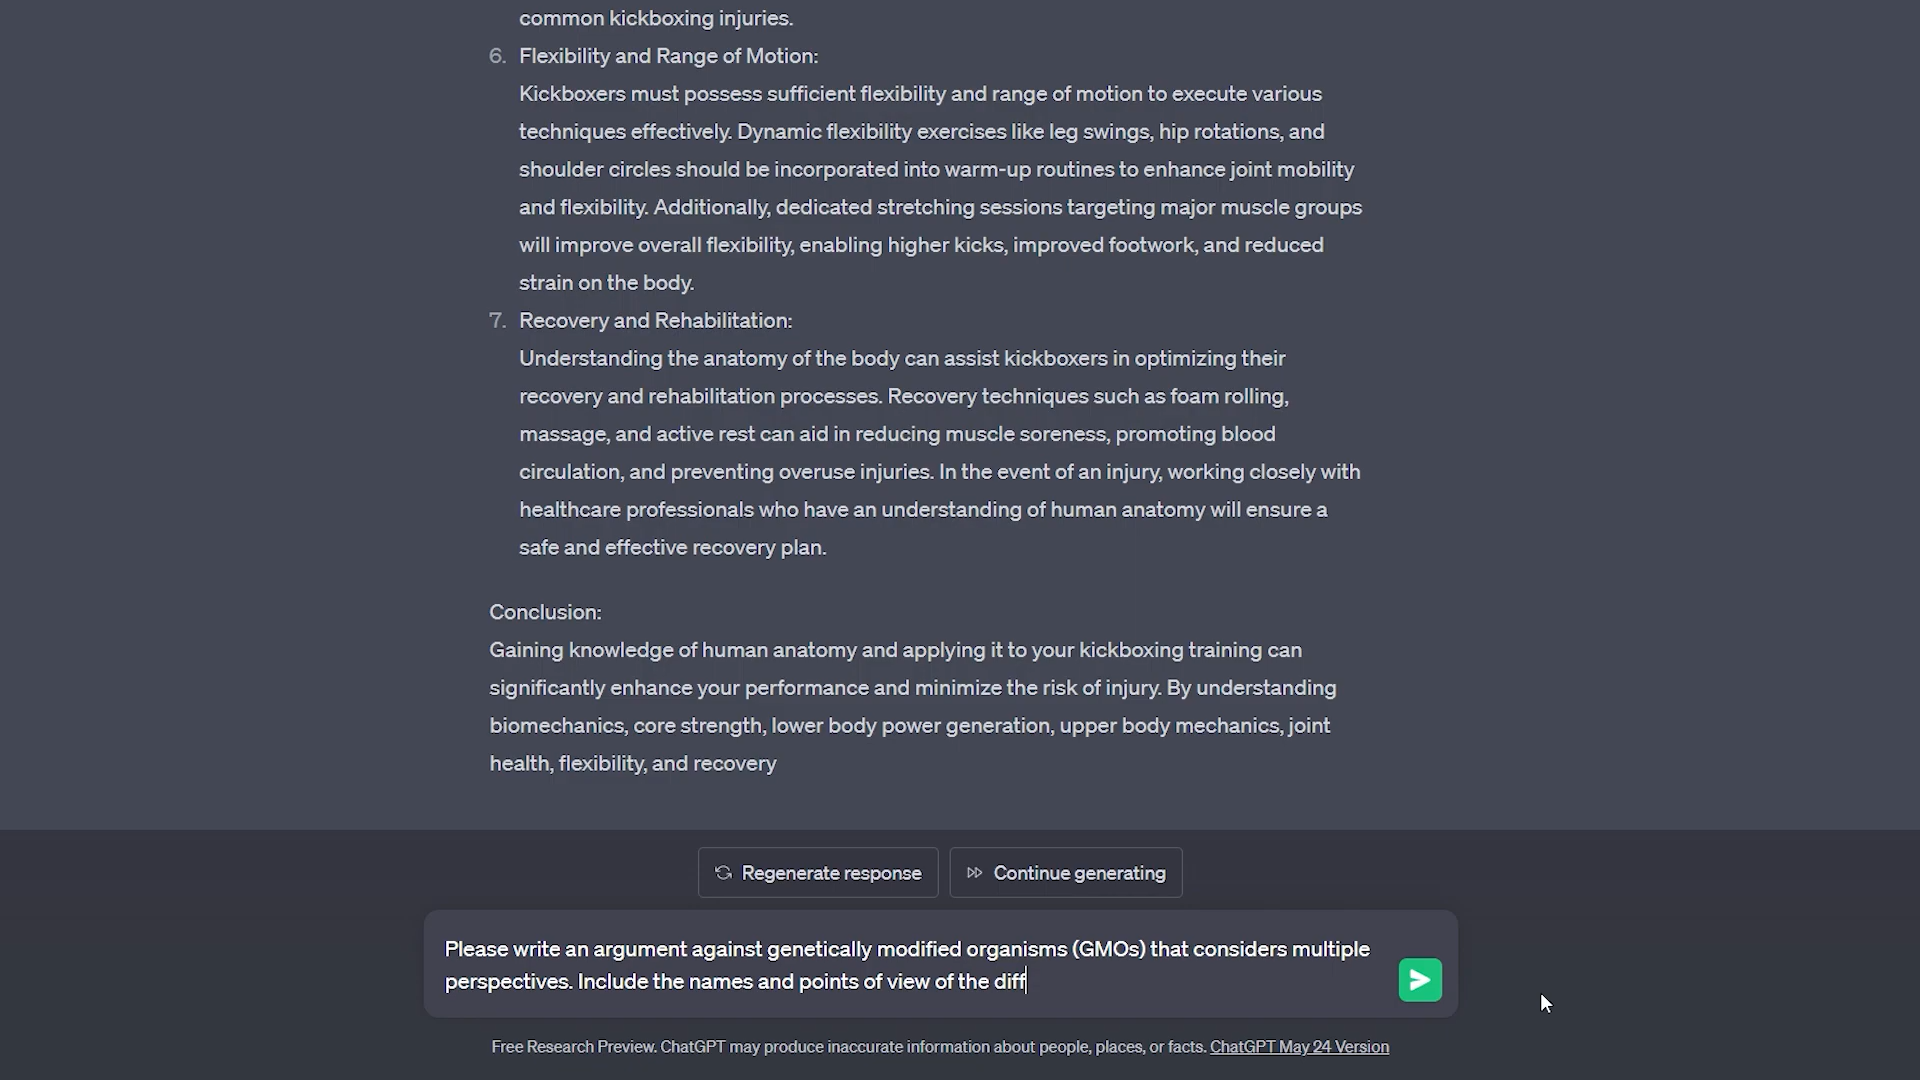 common kickboxing injuries.
6. Flexibility and Range of Motion:
Kickboxers must possess sufficient flexibility and range of motion to execute various
techniques effectively. Dynamic flexibility exercises like leg swings, hip rotations, and
shoulder circles should be incorporated into warm-up routines to enhance joint mobility
and flexibility. Additionally, dedicated stretching sessions targeting major muscle groups
will improve overall flexibility, enabling higher kicks, improved footwork, and reduced
strain on the body.
7. Recovery and Rehabilitation:
Understanding the anatomy of the body can assist kickboxers in optimizing their
recovery and rehabilitation processes. Recovery techniques such as foam rolling,
massage, and active rest can aid in reducing muscle soreness, promoting blood
circulation, and preventing overuse injuries. In the event of an injury, working closely with
healthcare professionals who have an understanding of human anatomy will ensure a
safe and effective recovery plan.
Conclusion:
Gaining knowledge of human anatomy and applying it to your kickboxing training can
significantly enhance your performance and minimize the risk of injury. By understanding
biomechanics, core strength, lower body power generation, upper body mechanics, joint
health, flexibility, and recovery
Regenerate response
Continue generating
Please write an argument against genetically modified organisms (GMOs) that considers multiple
perspectives. Include the names and points of view of the diff
Free Research Preview. ChatGPT may produce inaccurate information about people, places, or facts. ChatGPT May 24 Version